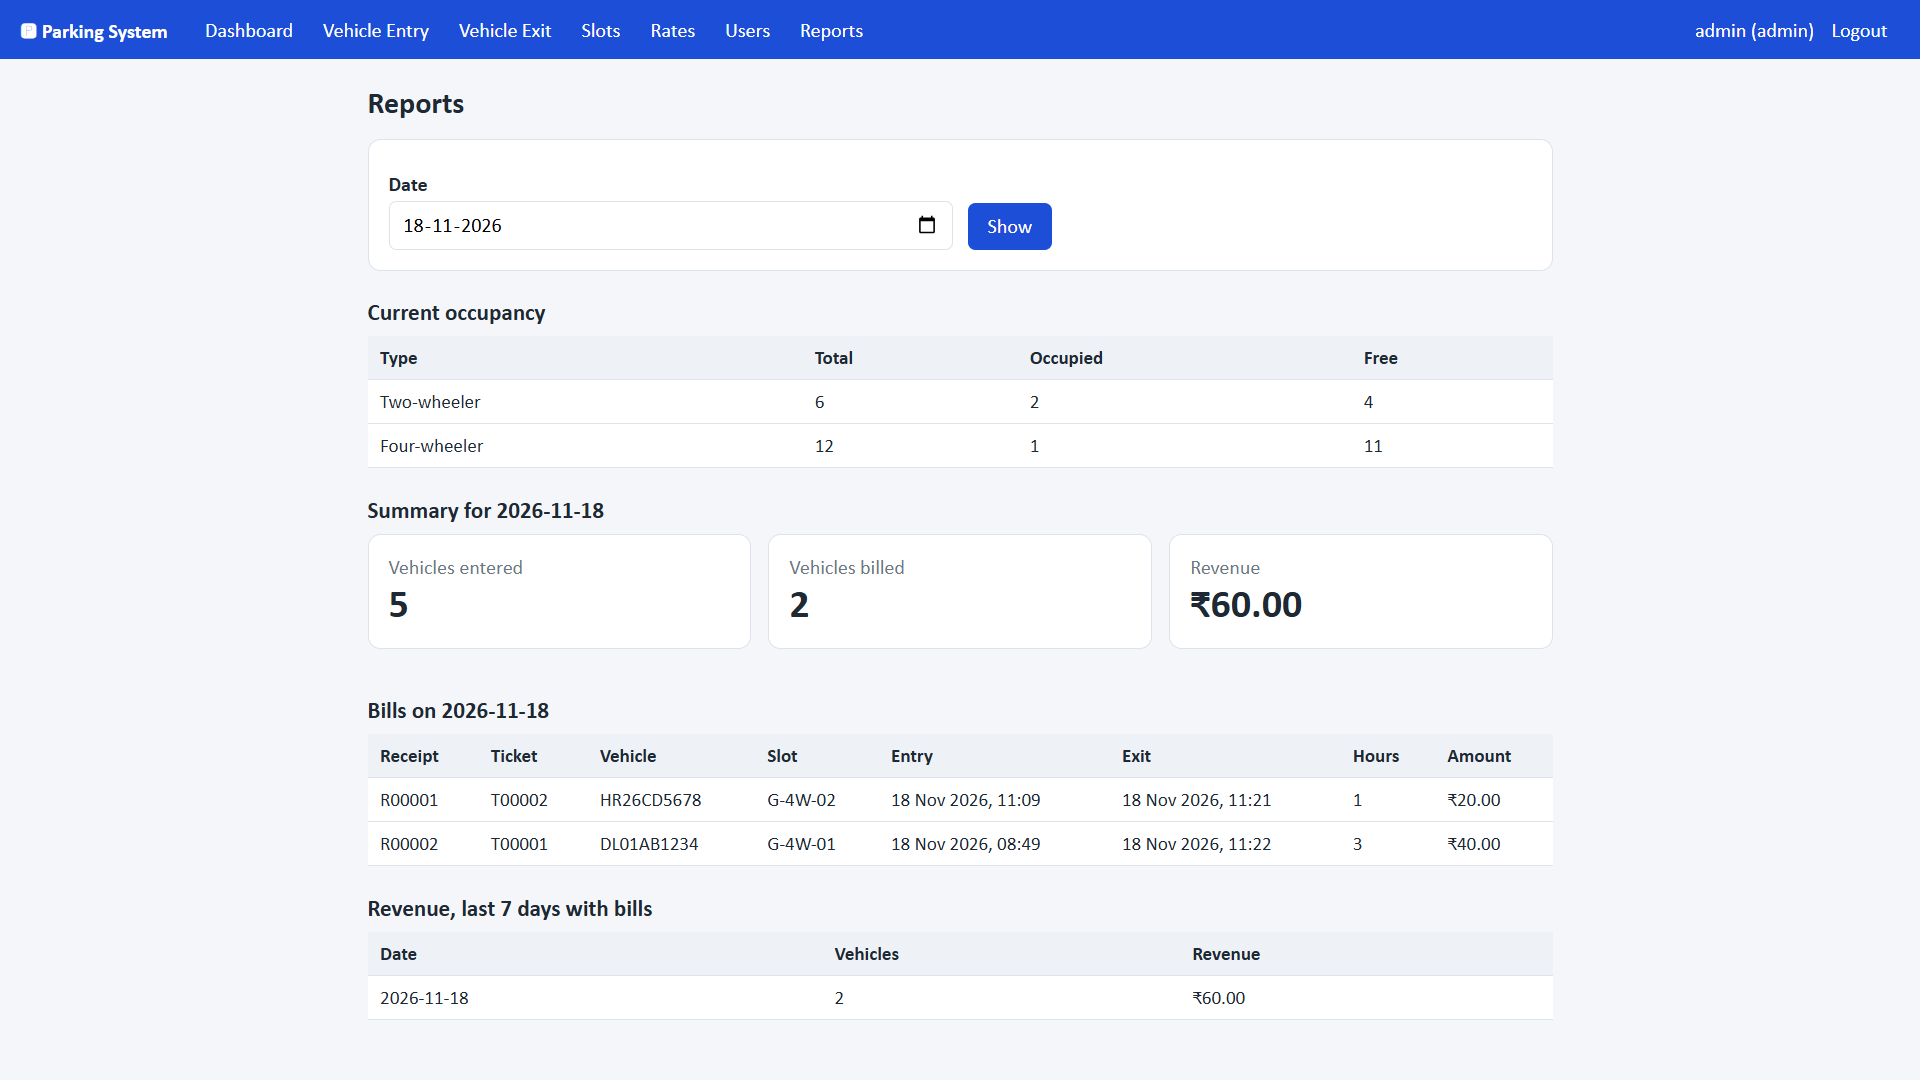 🅿 Parking System Dashboard Vehicle Entry Vehicle Exit Slots Rates Users Reports admin (admin) Logout
Reports
Date
18-11-2026 Show
Current occupancy
Type Total Occupied Free
Two-wheeler 6 2 4
Four-wheeler 12 1 11
Summary for 2026-11-18
Vehicles entered Vehicles billed Revenue
5 2 ₹60.00
Bills on 2026-11-18
Receipt Ticket Vehicle Slot Entry Exit Hours Amount
R00001 T00002 HR26CD5678 G-4W-02 18 Nov 2026, 11:09 18 Nov 2026, 11:21 1 ₹20.00
R00002 T00001 DL01AB1234 G-4W-01 18 Nov 2026, 08:49 18 Nov 2026, 11:22 3 ₹40.00
Revenue, last 7 days with bills
Date Vehicles Revenue
2026-11-18 2 ₹60.00